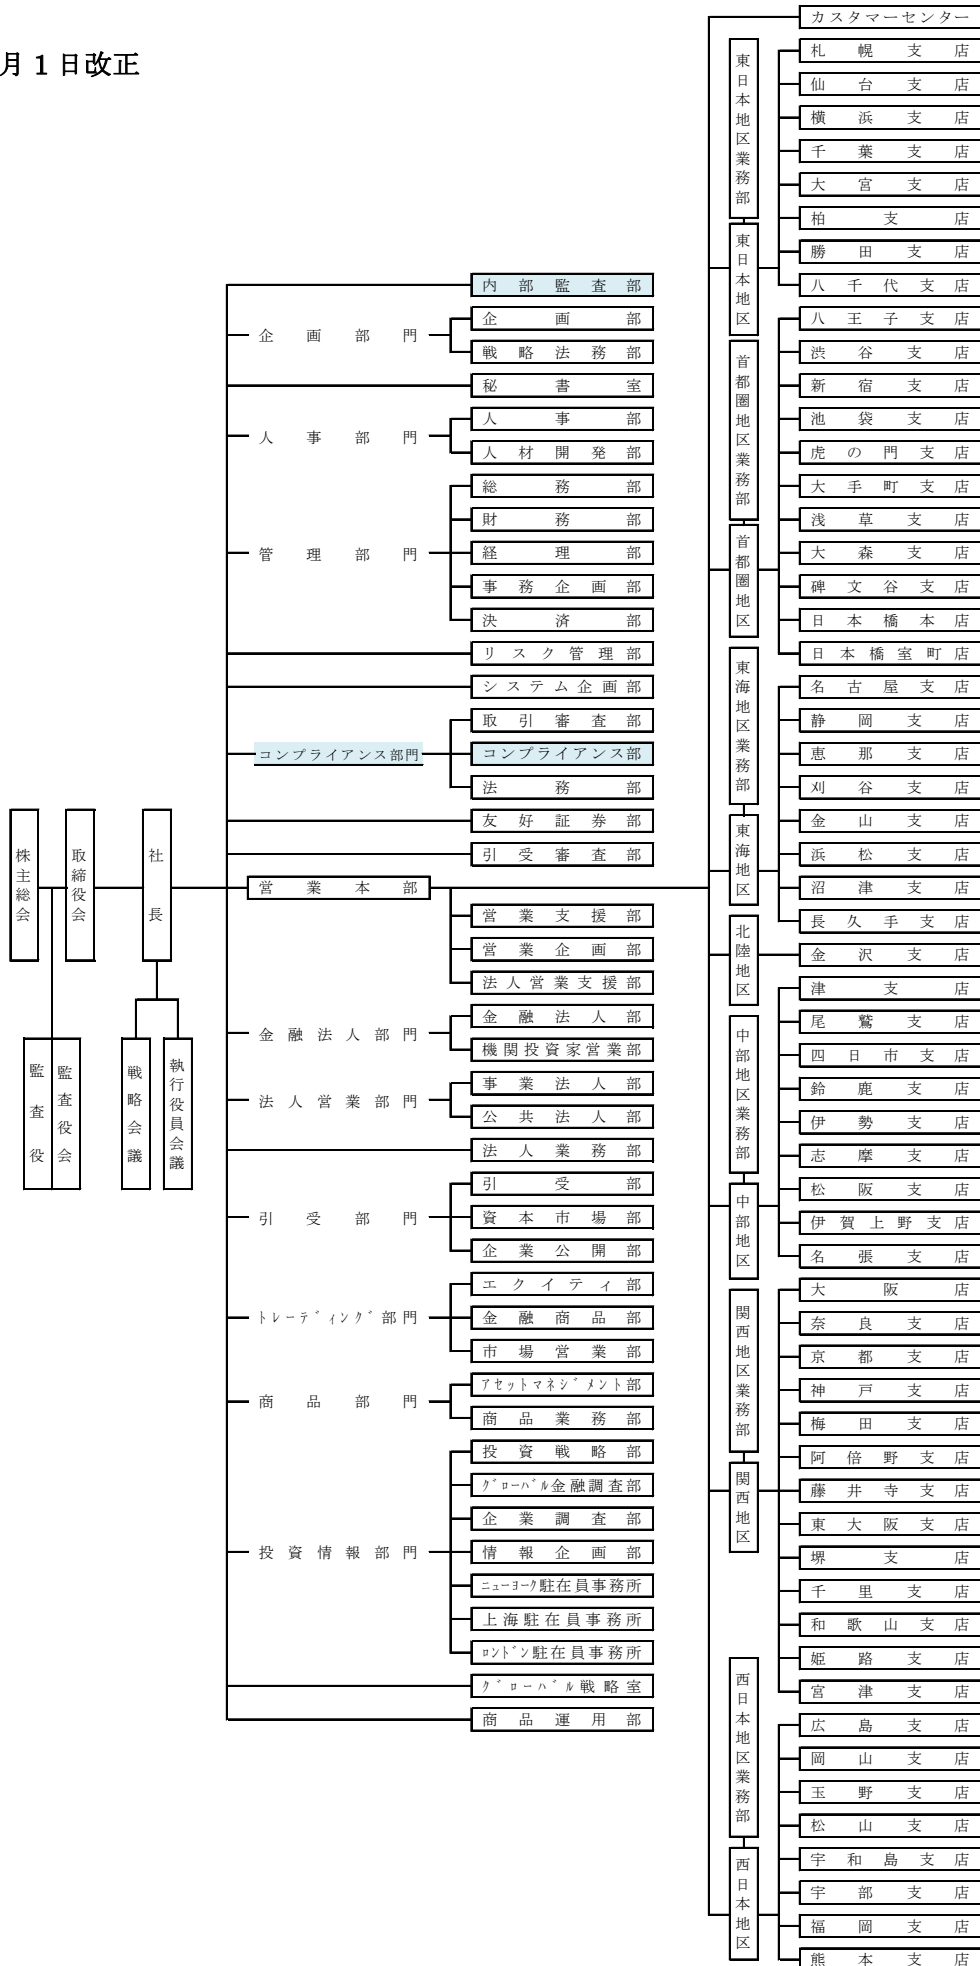 月１日改正
株主総会
取締役会
社長
監査役
監査役会
戦略会議
執行役員会議
内部監査部
企画部門
企画部
戦略法務部
秘書室
人事部門
人事部
人材開発部
管理部門
総務部
財務部
経理部
事務企画部
決済部
リスク管理部
システム企画部
コンプライアンス部門
取引審査部
コンプライアンス部
法務部
友好証券部
引受審査部
営業本部
営業支援部
営業企画部
法人営業支援部
金融法人部門
金融法人部
機関投資家営業部
法人営業部門
事業法人部
公共法人部
法人業務部
引受部門
引受部
資本市場部
企業公開部
ﾄﾚｰﾃﾞｨﾝｸﾞ部門
エクイティ部
金融商品部
市場営業部
商品部門
ｱｾｯﾄﾏﾈｼﾞﾒﾝﾄ部
商品業務部
投資情報部門
投資戦略部
ｸﾞﾛｰﾊﾞﾙ金融調査部
企業調査部
情報企画部
ﾆｭｰﾖｰｸ駐在員事務所
上海駐在員事務所
ﾛﾝﾄﾞﾝ駐在員事務所
ｸﾞﾛｰﾊﾞﾙ戦略室
商品運用部
カスタマーセンター
東日本地区業務部
東日本地区
札幌支店
仙台支店
横浜支店
千葉支店
大宮支店
柏支店
勝田支店
八千代支店
首都圏地区業務部
首都圏地区
八王子支店
渋谷支店
新宿支店
池袋支店
虎の門支店
大手町支店
浅草支店
大森支店
碑文谷支店
日本橋本店
日本橋室町店
東海地区業務部
東海地区
名古屋支店
静岡支店
恵那支店
刈谷支店
金山支店
浜松支店
沼津支店
長久手支店
北陸地区
金沢支店
中部地区業務部
中部地区
津支店
尾鷲支店
四日市支店
鈴鹿支店
伊勢支店
志摩支店
松阪支店
伊賀上野支店
名張支店
関西地区業務部
関西地区
大阪店
奈良支店
京都支店
神戸支店
梅田支店
阿倍野支店
藤井寺支店
東大阪支店
堺支店
千里支店
和歌山支店
姫路支店
宮津支店
西日本地区業務部
西日本地区
広島支店
岡山支店
玉野支店
松山支店
宇和島支店
宇部支店
福岡支店
熊本支店